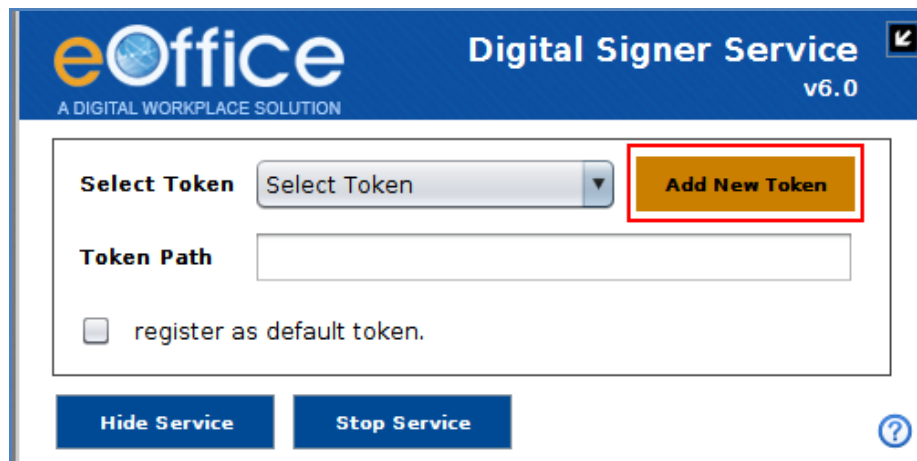 eOffice
A DIGITAL WORKPLACE SOLUTION
Digital Signer Service
v6.0
Select Token Select Token Add New Token
Token Path
register as default token.
Hide Service Stop Service
?